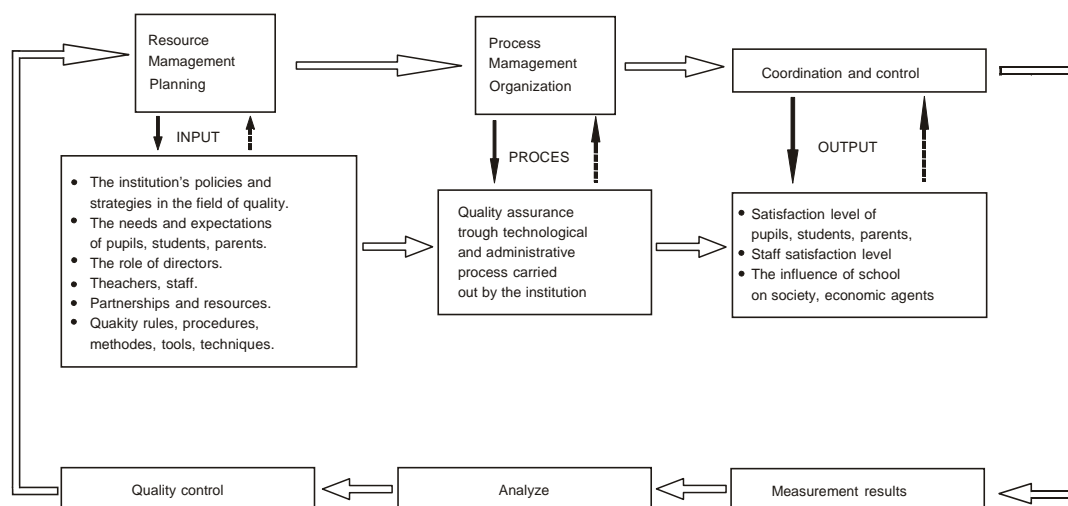 Resource
Mamagement
Planning
Process
Management
Organization
Coordination and control
INPUT
PROCES
OUTPUT
• The institution's policies and
strategies in the field of quality.
• The needs and expectations
of pupils, students, parents.
• The role of directors.
• Theachers, staff.
• Partnerships and resources.
• Quakity rules, procedures,
methodes, tools, techniques.
Quality assurance
trough technological
and administrative
process carried
out by the institution
• Satisfaction level of
pupils, students, parents,
• Staff satisfaction level
• The influence of school
on society, economic agents
Quality control
Analyze
Measurement results